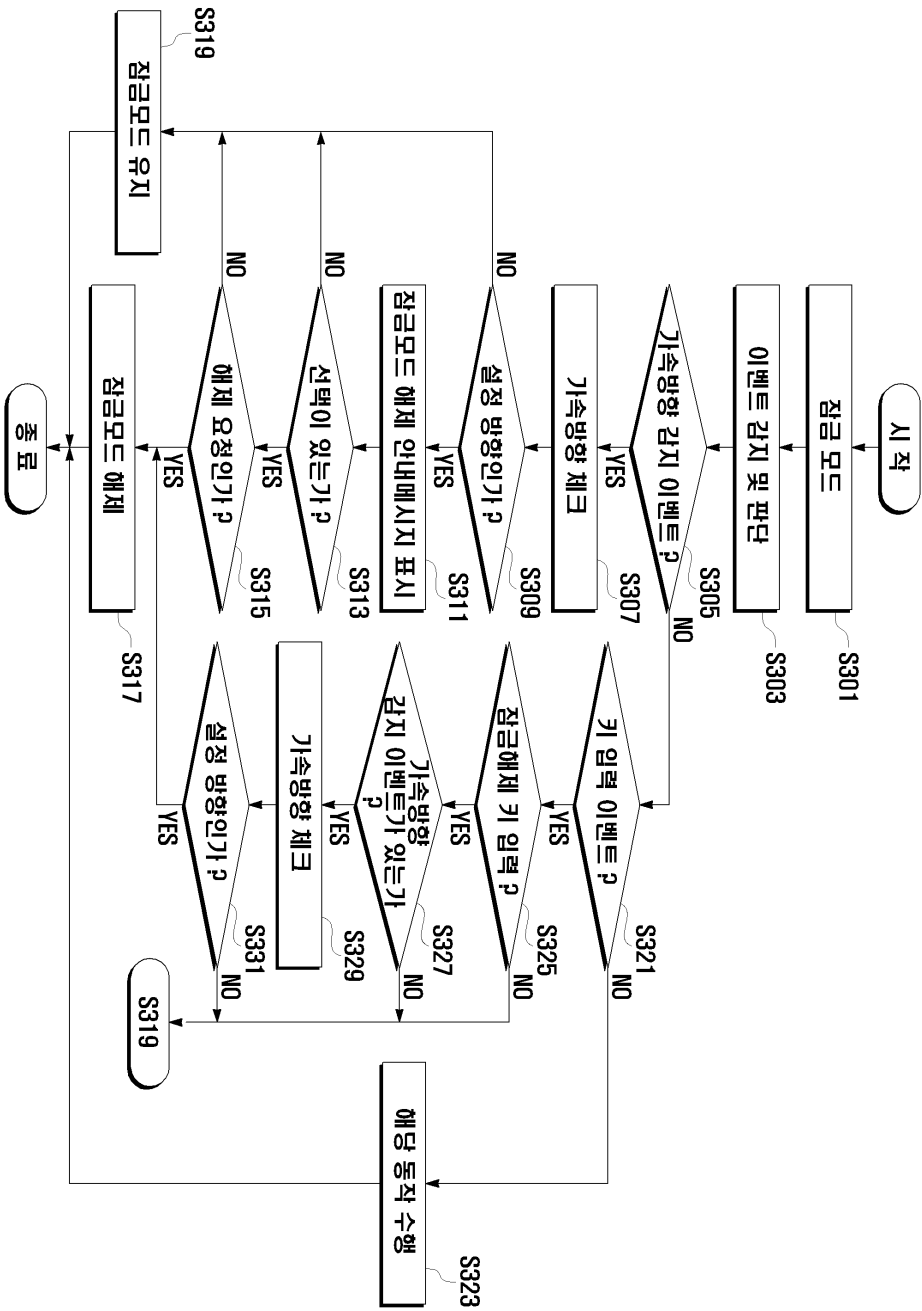 시 작
잠금 모드
S301
이벤트 감지 및 판단
S303
가속방향 감지 이벤트?
S305
NO
YES
가속방향 체크
S307
설정 방향인가?
S309
NO
YES
잠금모드 해제 안내메시지 표시
S311
선택이 있는가?
S313
NO
YES
해제 요청인가?
S315
NO
YES
잠금모드 해제
S317
종 료
잠금모드 유지
S319
키 입력 이벤트?
S321
NO
YES
잠금해제 키 입력?
S325
NO
YES
가속방향
감지 이벤트가 있는가
?
S327
NO
YES
가속방향 체크
S329
설정 방향인가?
S331
NO
YES
S319
해당 동작 수행
S323